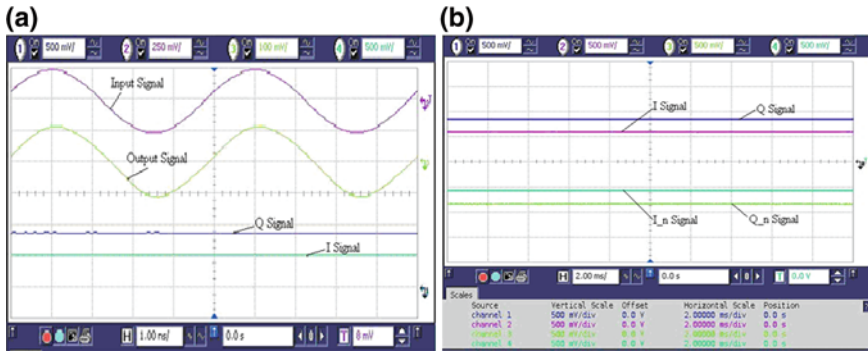 (a)
1 500 mV/ 2 250 mV/ 3 100 mV/ 4 500 mV/
Input Signal
Output Signal
Q Signal
I Signal
H 1.00 ns/ 0.0 s 0 T 0 mV
(b)
1 500 mV/ 2 500 mV/ 3 500 mV/ 4 500 mV/
I Signal Q Signal
I_n Signal Q_n Signal
H 2.00 ms/ 0.0 s 0 T 0.0 V
Scales
Source Vertical Scale Offset Horizontal Scale Position
channel 1 500 mV/div 0.0 V 2.00000 ms/div 0.0 s
channel 2 500 mV/div 0.0 V 2.00000 ms/div 0.0 s
channel 3 500 mV/div 0.0 V 2.00000 ms/div 0.0 s
channel 4 500 mV/div 0.0 V 2.00000 ms/div 0.0 s